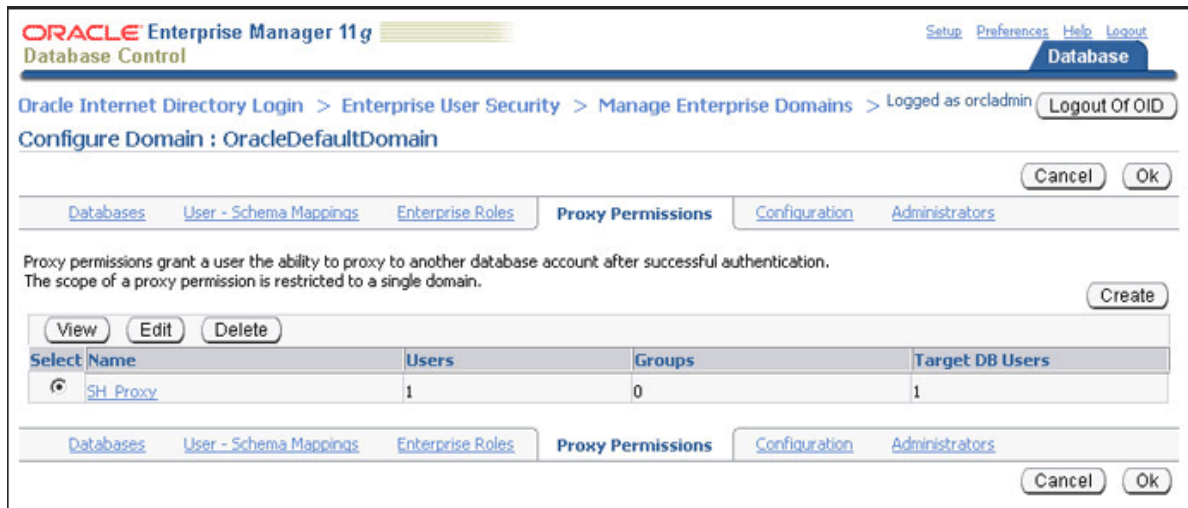 ORACLE Enterprise Manager 11g
Database Control
Setup Preferences Help Logout
Database
Oracle Internet Directory Login > Enterprise User Security > Manage Enterprise Domains > Logged as orcladmin Logout Of OID
Configure Domain : OracleDefaultDomain
Cancel Ok
Databases User - Schema Mappings Enterprise Roles Proxy Permissions Configuration Administrators
Proxy permissions grant a user the ability to proxy to another database account after successful authentication.
The scope of a proxy permission is restricted to a single domain.
Create
View Edit Delete
Select Name Users Groups Target DB Users
SH_Proxy 1 0 1
Databases User - Schema Mappings Enterprise Roles Proxy Permissions Configuration Administrators
Cancel Ok